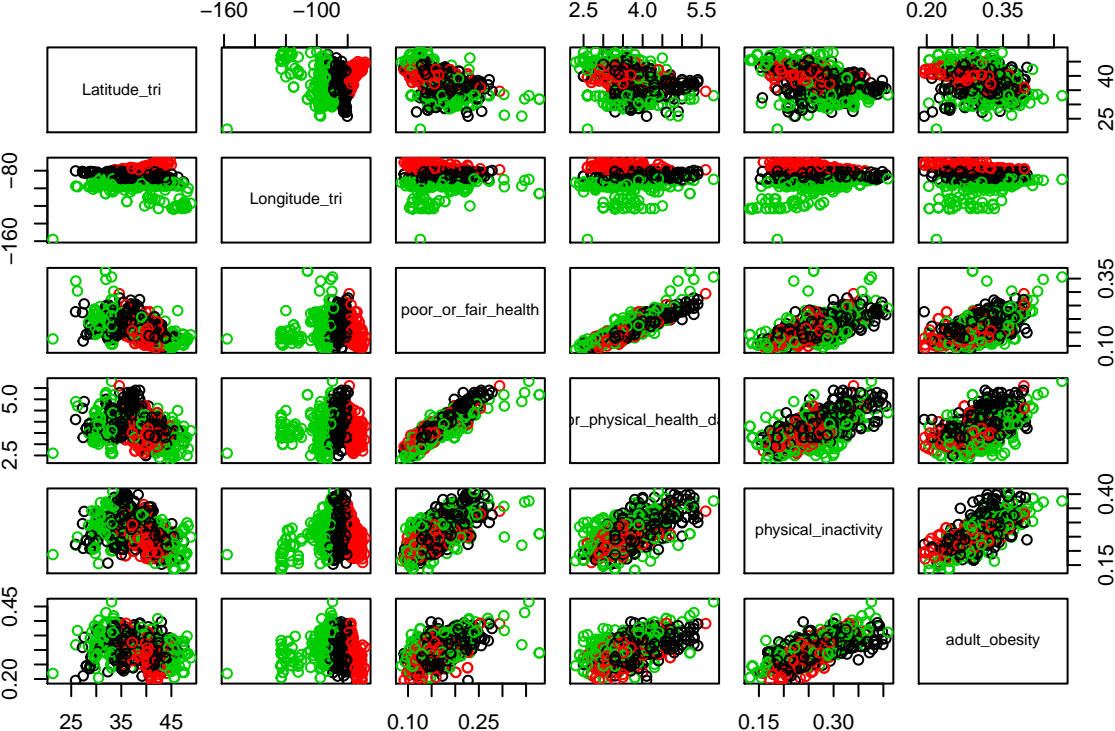 −160 −100 2.5 4.0 5.5 0.20 0.35
Latitude_tri
25 40
−160 −80
Longitude_tri
poor_or_fair_health
0.10 0.35
2.5 5.0
or_physical_health_da
physical_inactivity
0.15 0.40
0.20 0.45
adult_obesity
25 35 45 0.10 0.25 0.15 0.30